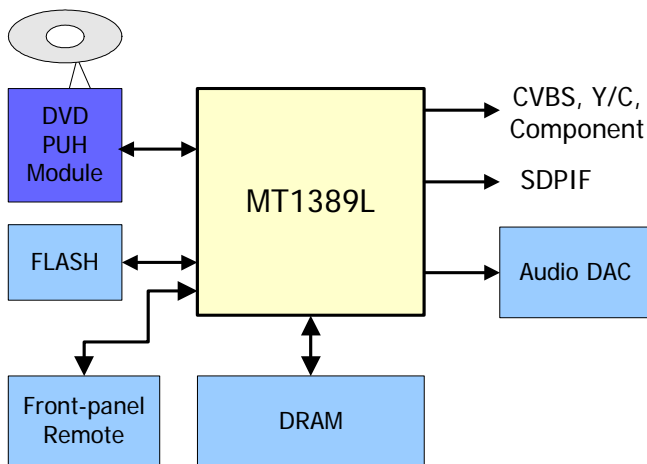 DVD
PUH
Module
CVBS, Y/C,
Component
MT1389L
SDPIF
FLASH
Audio DAC
Front-panel
Remote
DRAM